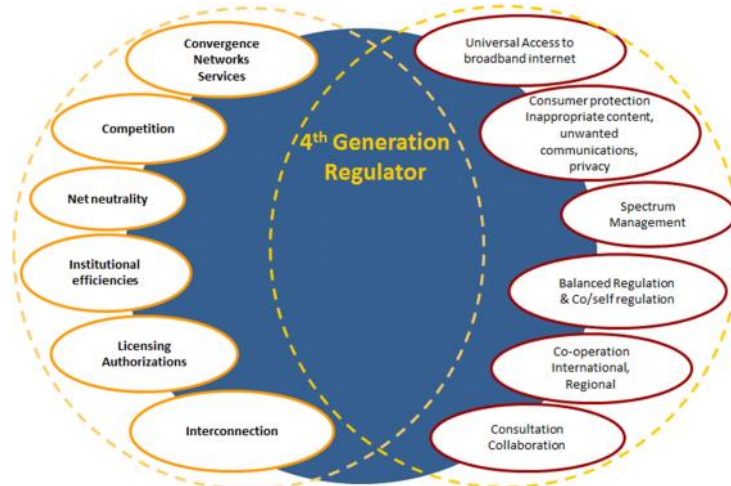 4th Generation
Regulator
Convergence
Networks
Services
Competition
Net neutrality
Institutional
efficiencies
Licensing
Authorizations
Interconnection
Universal Access to
broadband internet
Consumer protection
Inappropriate content,
unwanted
communications,
privacy
Spectrum
Management
Balanced Regulation
& Co/self regulation
Co-operation
International,
Regional
Consultation
Collaboration